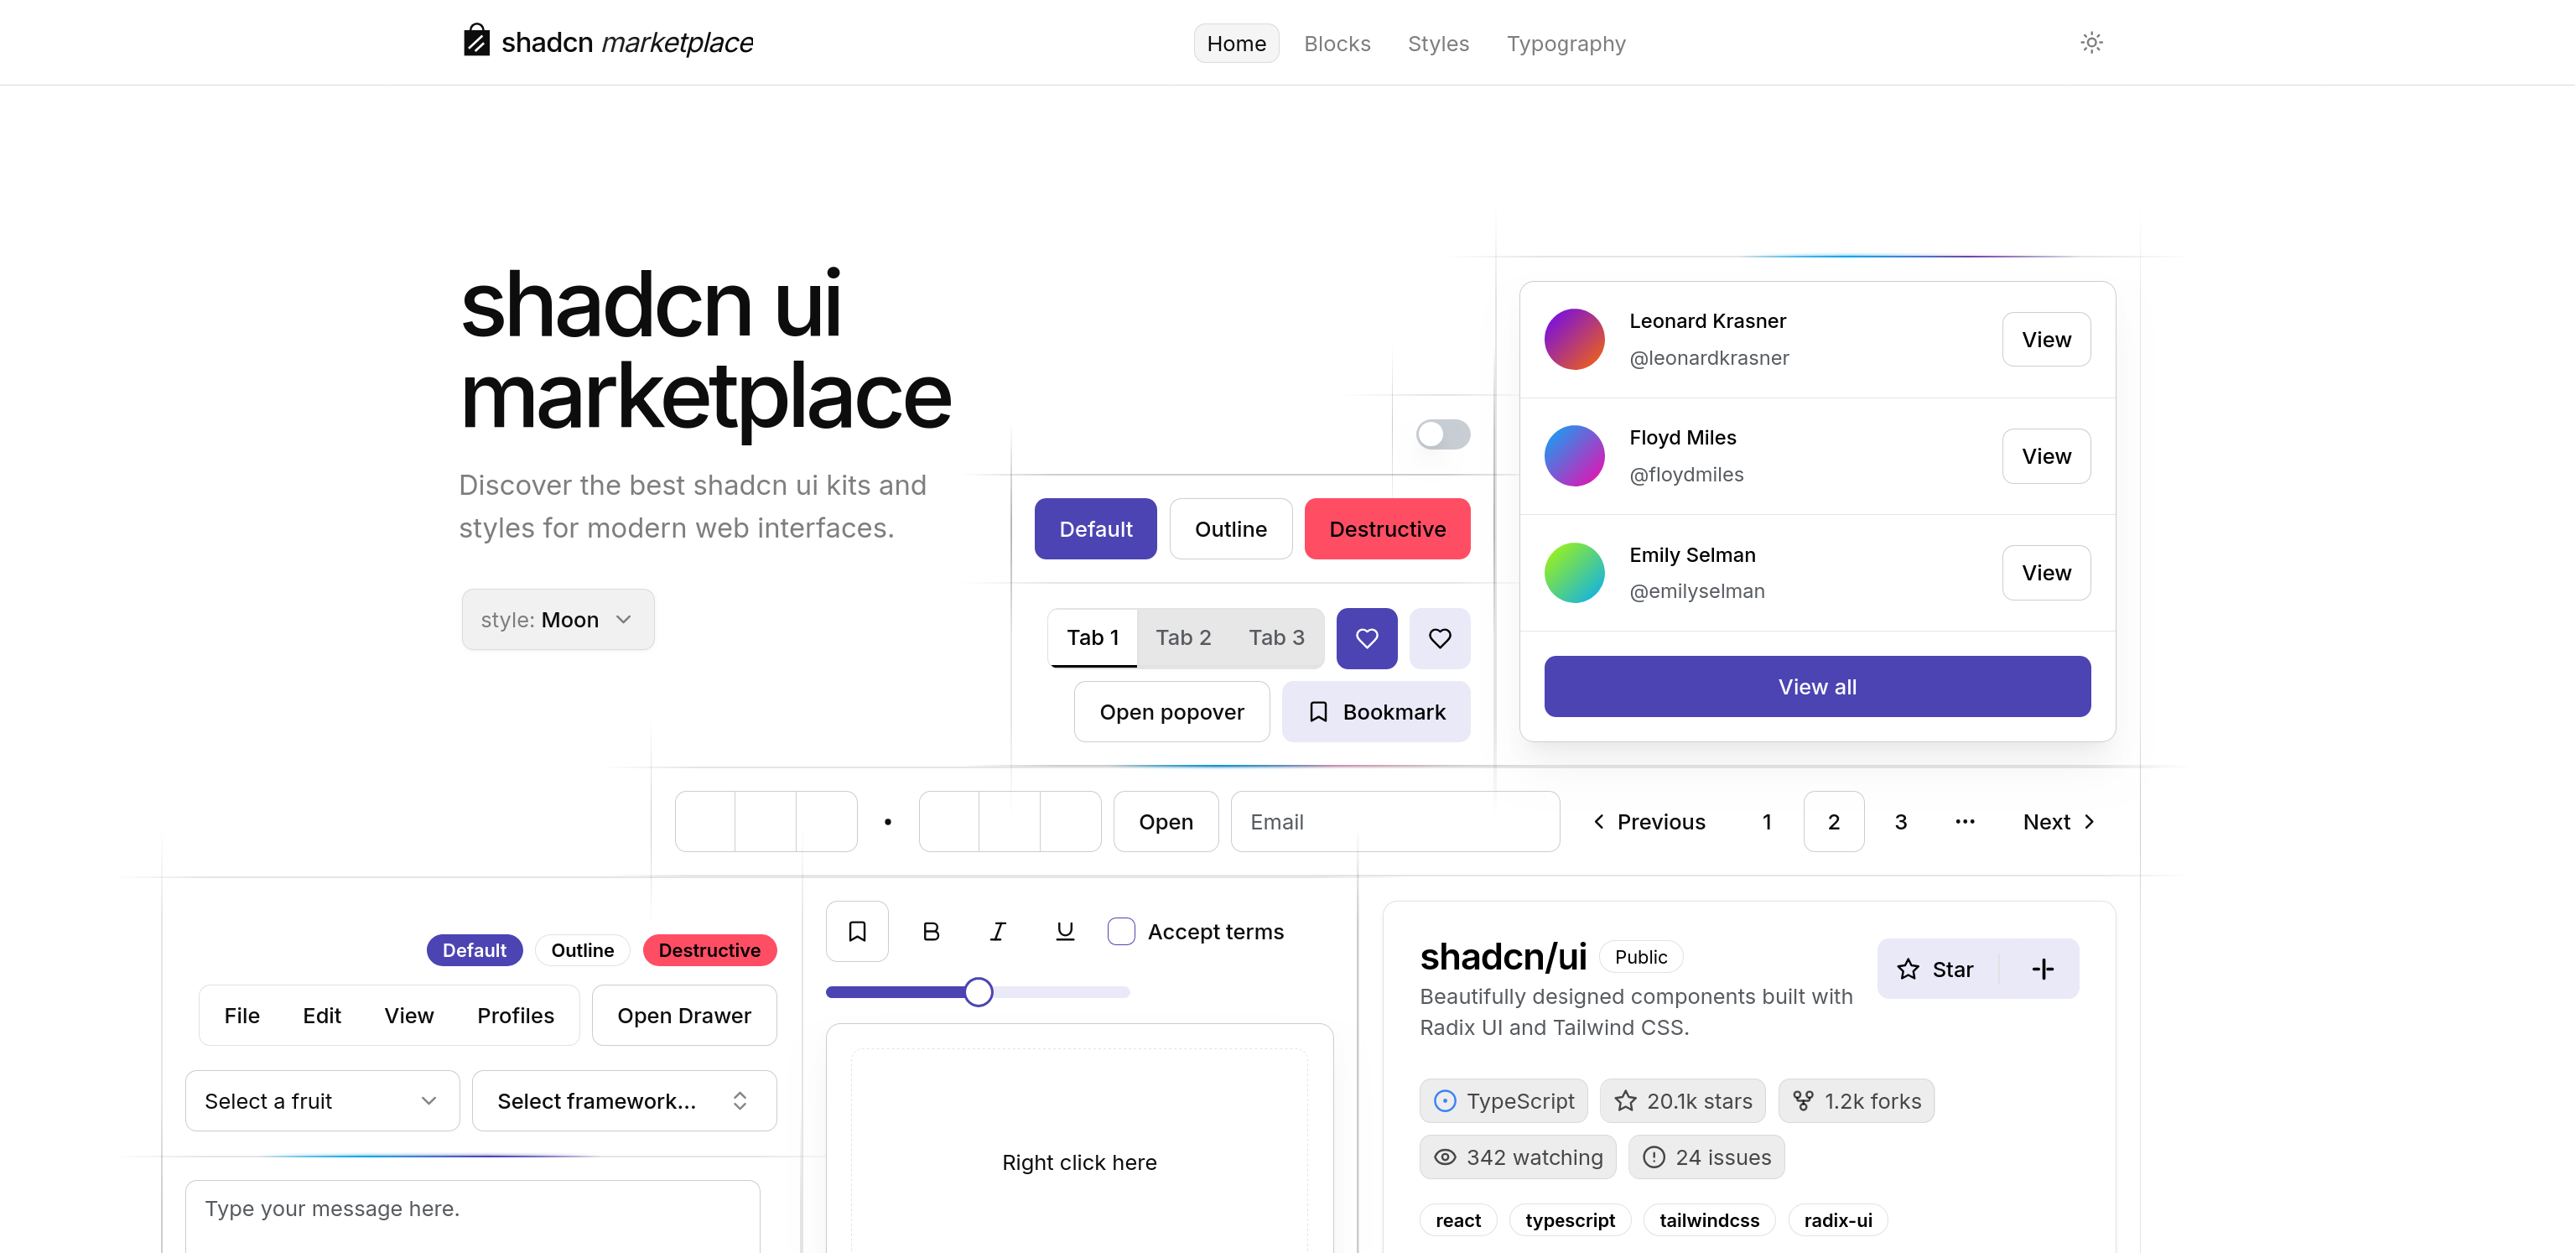 shadcn marketplace
Home Blocks Styles Typography
shadcn ui
marketplace
Discover the best shadcn ui kits and
styles for modern web interfaces.
style: Moon
Leonard Krasner
@leonardkrasner
View
Floyd Miles
@floydmiles
View
Emily Selman
@emilyselman
View
View all
Default Outline Destructive
Tab 1 Tab 2 Tab 3
Open popover Bookmark
Open Email Previous 1 2 3 ... Next
Default Outline Destructive
File Edit View Profiles Open Drawer
Select a fruit Select framework...
Type your message here.
B I U Accept terms
Right click here
shadcn/ui Public
Star
Beautifully designed components built with
Radix UI and Tailwind CSS.
TypeScript 20.1k stars 1.2k forks
342 watching 24 issues
react typescript tailwindcss radix-ui